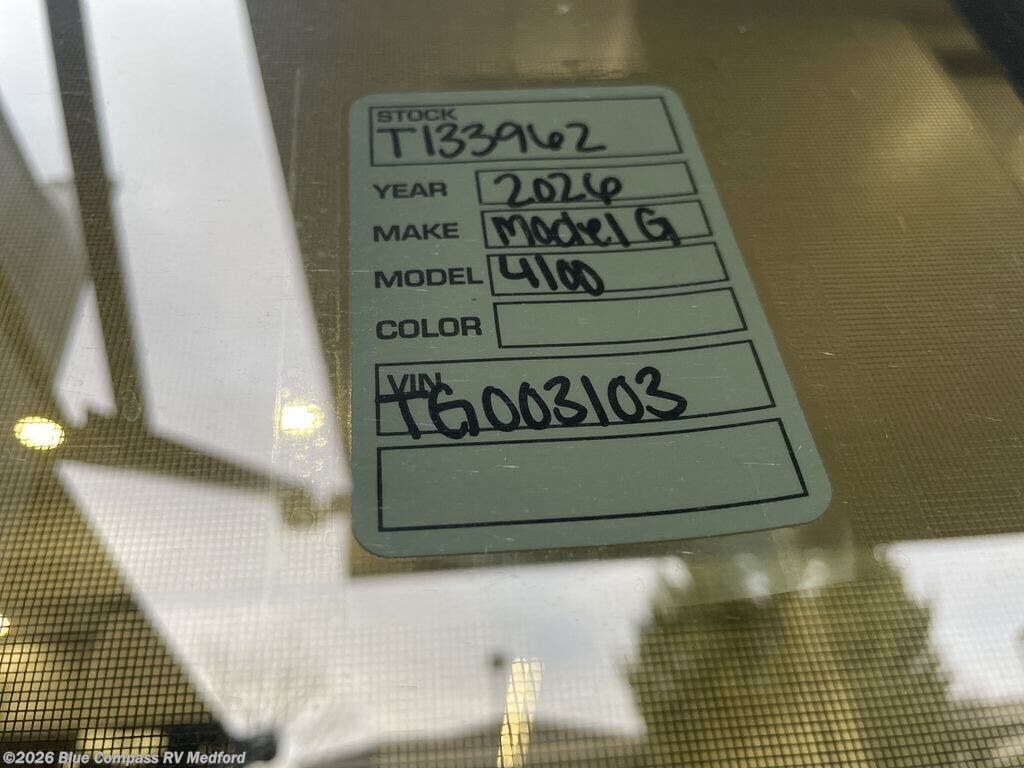 STOCK
T133962
YEAR 2026
MAKE Model G
MODEL 4100
COLOR
VIN
TG003103
©2026 Blue Compass RV Medford